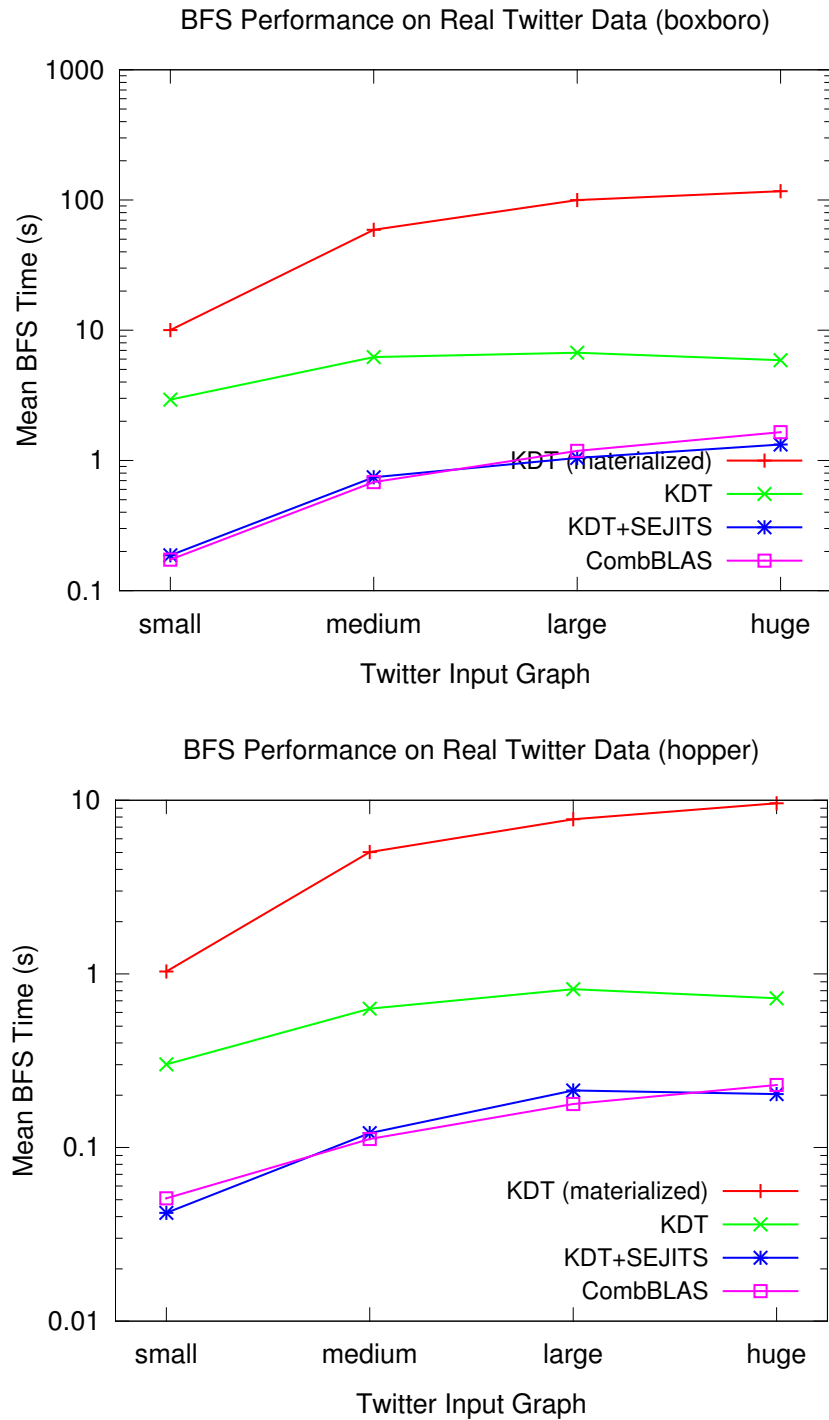 BFS Performance on Real Twitter Data (boxboro)
1000
100
10
1
0.1
Mean BFS Time (s)
KDT (materialized)
KDT
KDT+SEJITS
CombBLAS
small medium large huge
Twitter Input Graph
BFS Performance on Real Twitter Data (hopper)
10
1
0.1
0.01
Mean BFS Time (s)
KDT (materialized)
KDT
KDT+SEJITS
CombBLAS
small medium large huge
Twitter Input Graph